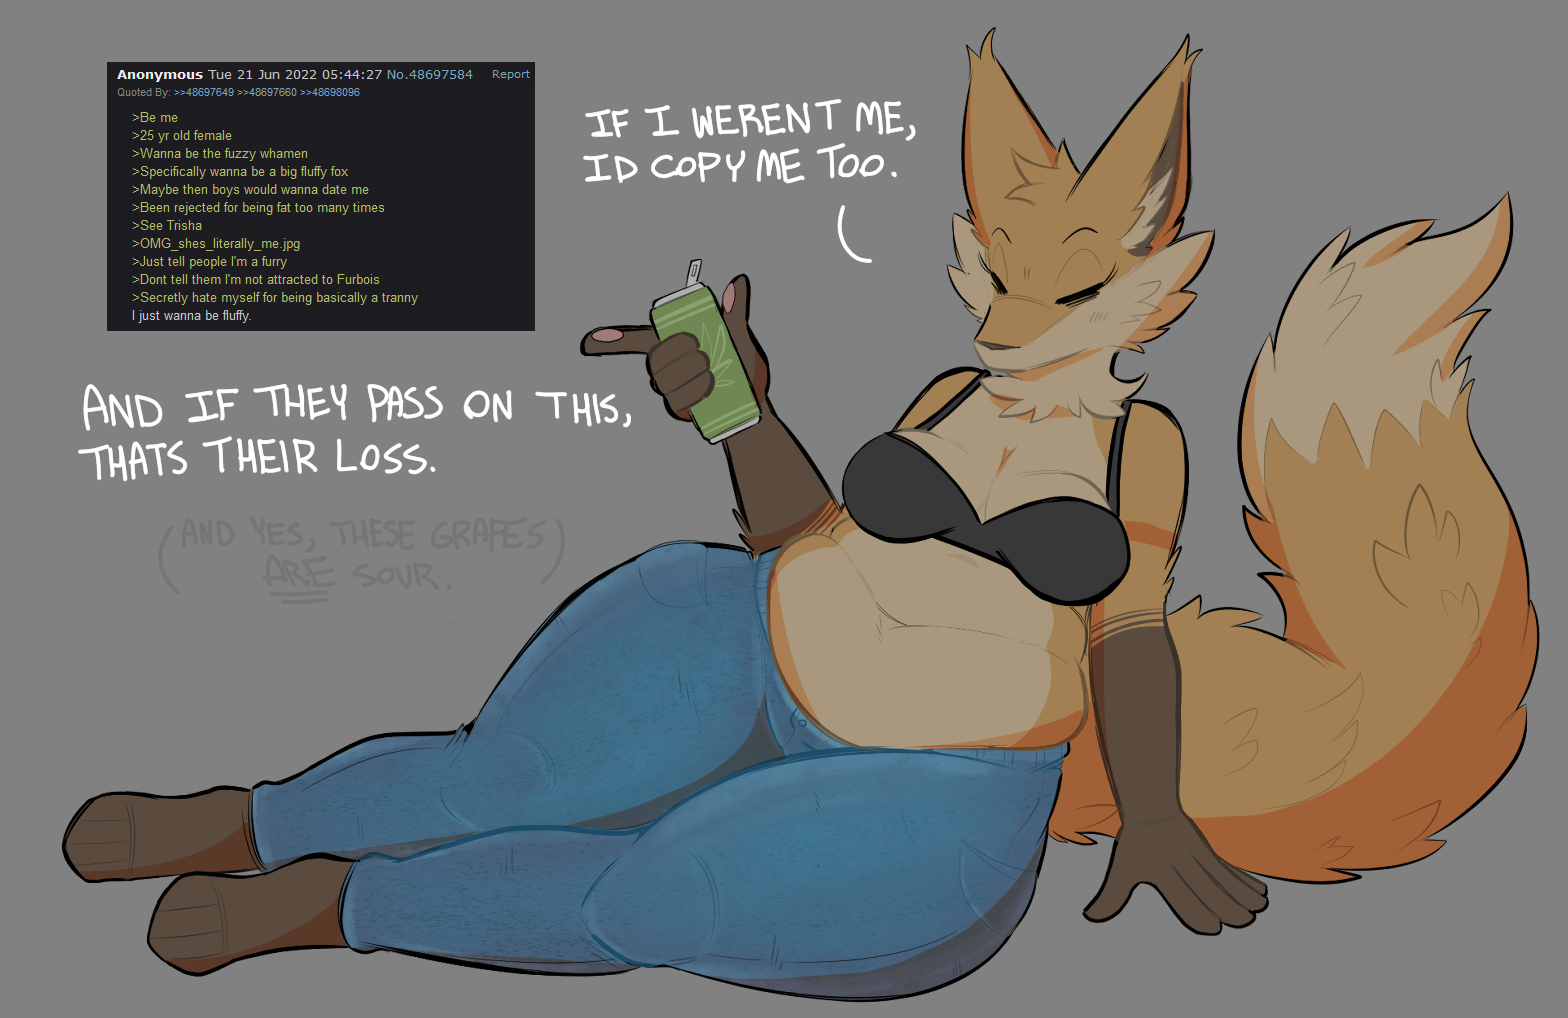 Anonymous Tue 21 Jun 2022 05:44:27 No.48697584 Report
Quoted By: >>48697649 >>48697660 >>48698096
>Be me
>25 yr old female
>Wanna be the fuzzy whamen
>Specifically wanna be a big fluffy fox
>Maybe then boys would wanna date me
>Been rejected for being fat too many times
>See Trisha
>OMG_shes_literally_me.jpg
>Just tell people I'm a furry
>Dont tell them I'm not attracted to Furbois
>Secretly hate myself for being basically a tranny
I just wanna be fluffy.
IF I WERENT ME,
ID COPY ME TOO.
AND IF THEY PASS ON THIS,
THATS THEIR LOSS.
(AND YES, THESE GRAPES
ARE SOUR.)